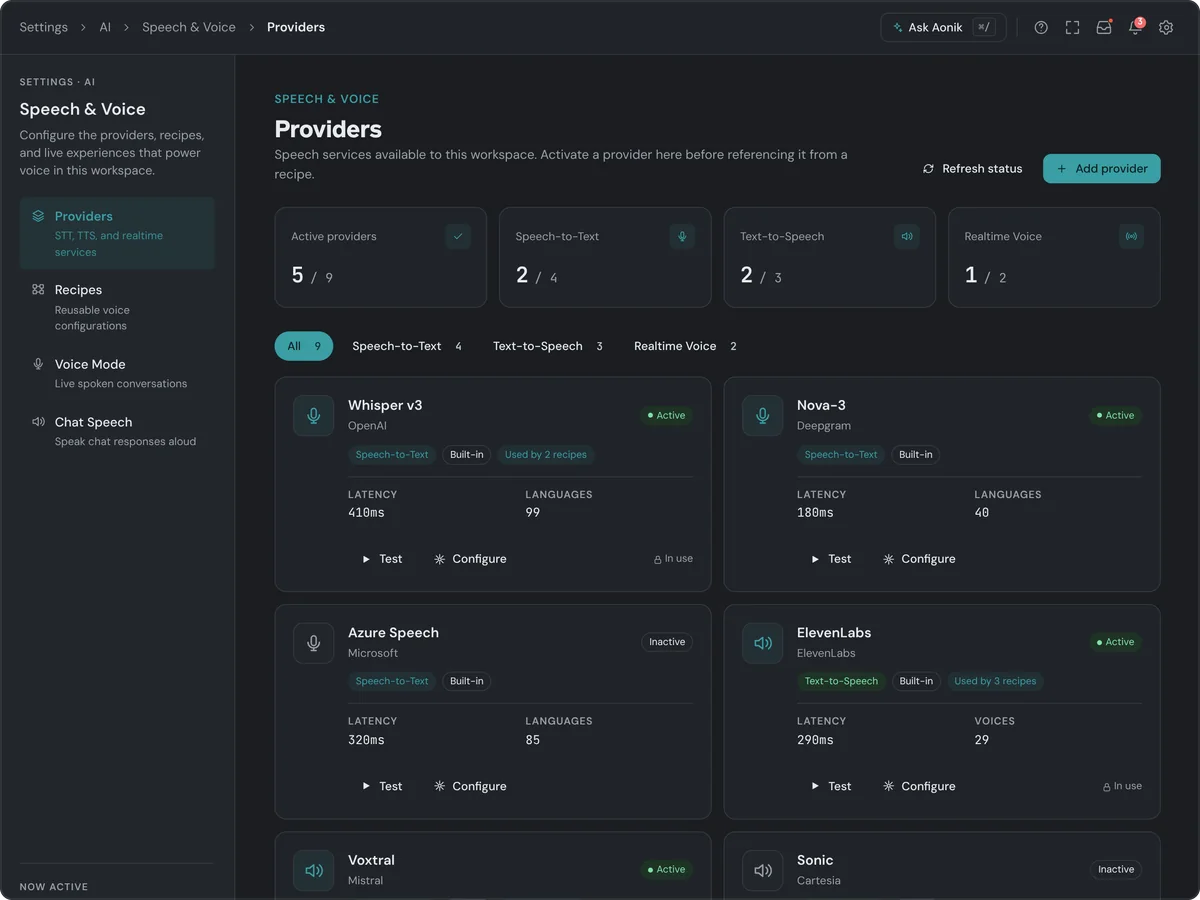 Settings > AI > Speech & Voice > Providers
Ask Aonik ⌘/
3
SETTINGS · AI
Speech & Voice
Configure the providers, recipes,
and live experiences that power
voice in this workspace.
Providers
STT, TTS, and realtime
services
Recipes
Reusable voice
configurations
Voice Mode
Live spoken conversations
Chat Speech
Speak chat responses aloud
NOW ACTIVE
SPEECH & VOICE
Providers
Speech services available to this workspace. Activate a provider here before referencing it from a
recipe.
Refresh status
+ Add provider
Active providers
5 / 9
Speech-to-Text
2 / 4
Text-to-Speech
2 / 3
Realtime Voice
1 / 2
All 9 Speech-to-Text 4 Text-to-Speech 3 Realtime Voice 2
Whisper v3
OpenAI
Active
Speech-to-Text Built-in Used by 2 recipes
LATENCY LANGUAGES
410ms 99
Test Configure In use
Nova-3
Deepgram
Active
Speech-to-Text Built-in
LATENCY LANGUAGES
180ms 40
Test Configure
Azure Speech
Microsoft
Inactive
Speech-to-Text Built-in
LATENCY LANGUAGES
320ms 85
Test Configure
ElevenLabs
ElevenLabs
Active
Text-to-Speech Built-in Used by 3 recipes
LATENCY VOICES
290ms 29
Test Configure In use
Voxtral
Mistral
Active
Sonic
Cartesia
Inactive